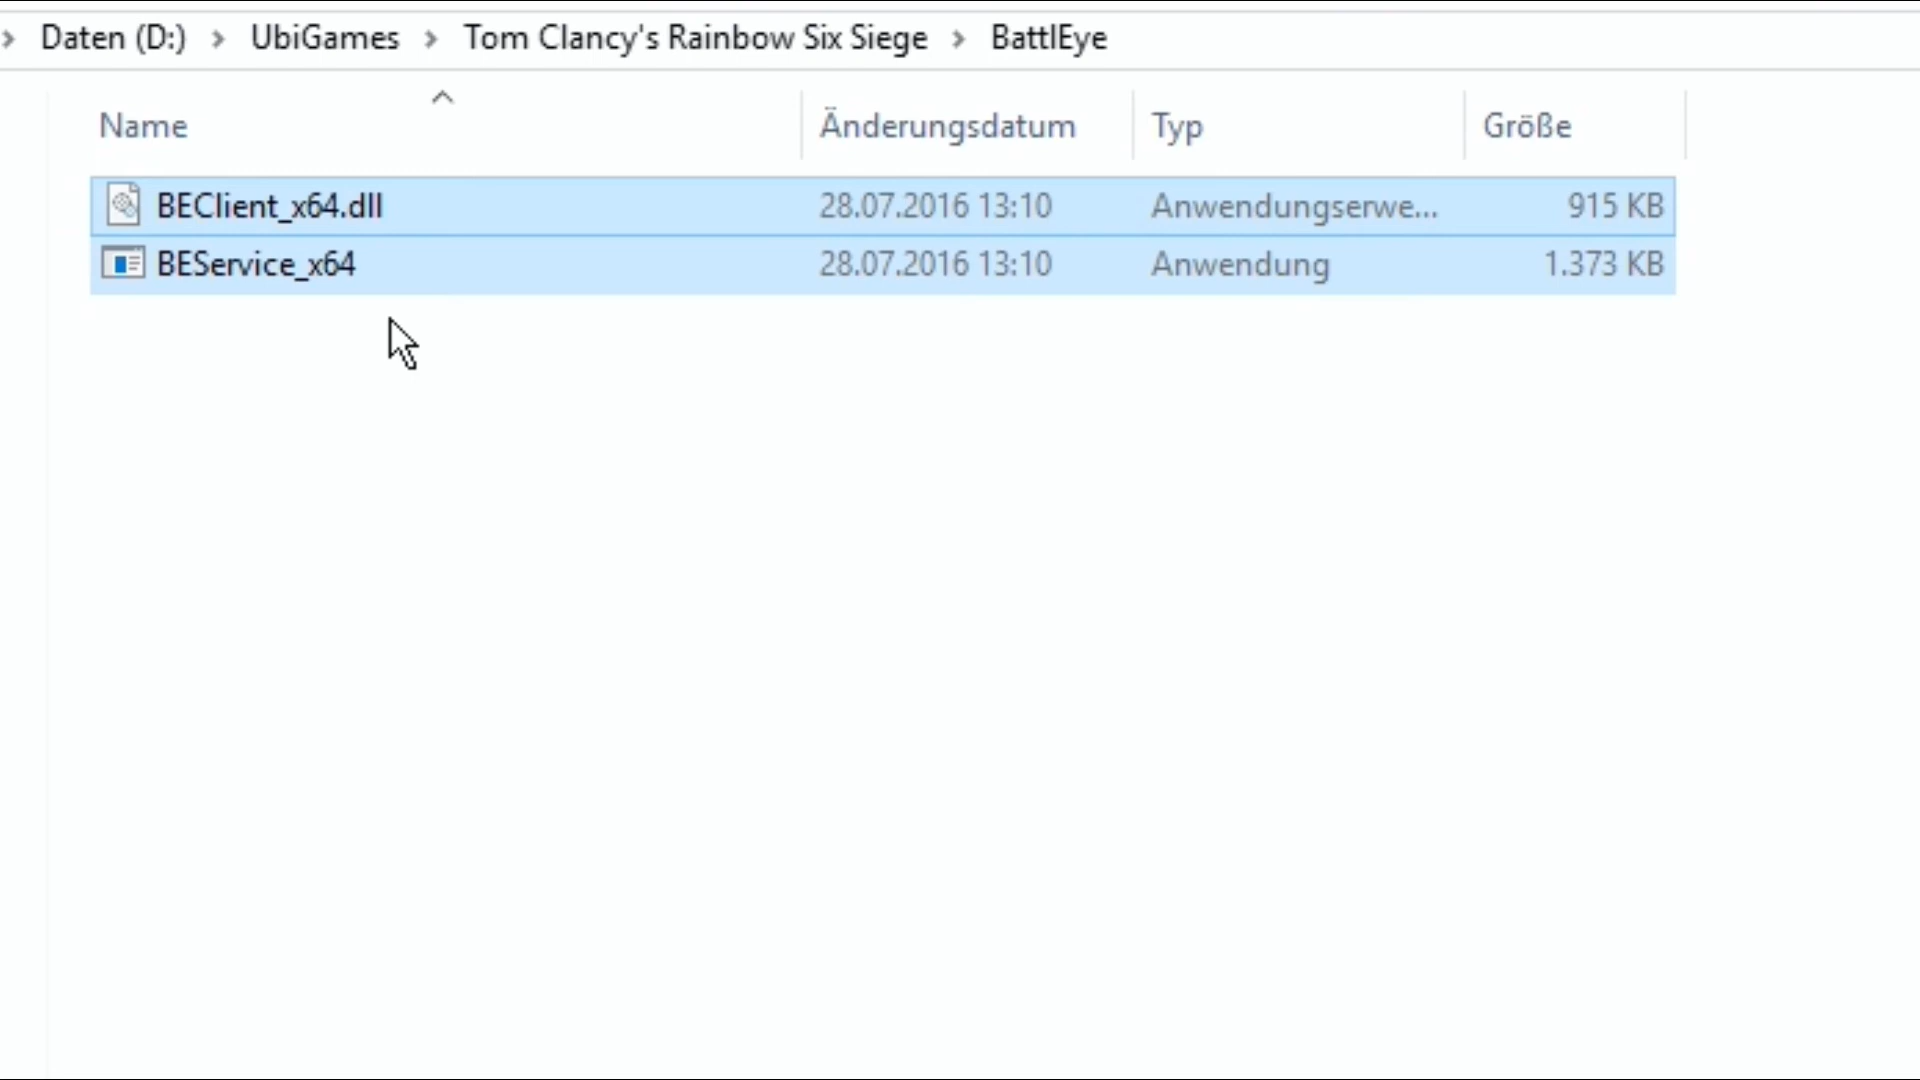 Daten (D:) > UbiGames > Tom Clancy's Rainbow Six Siege > BattlEye
Name Änderungsdatum Typ Größe
BEClient_x64.dll 28.07.2016 13:10 Anwendungserwe... 915 KB
BEService_x64 28.07.2016 13:10 Anwendung 1.373 KB